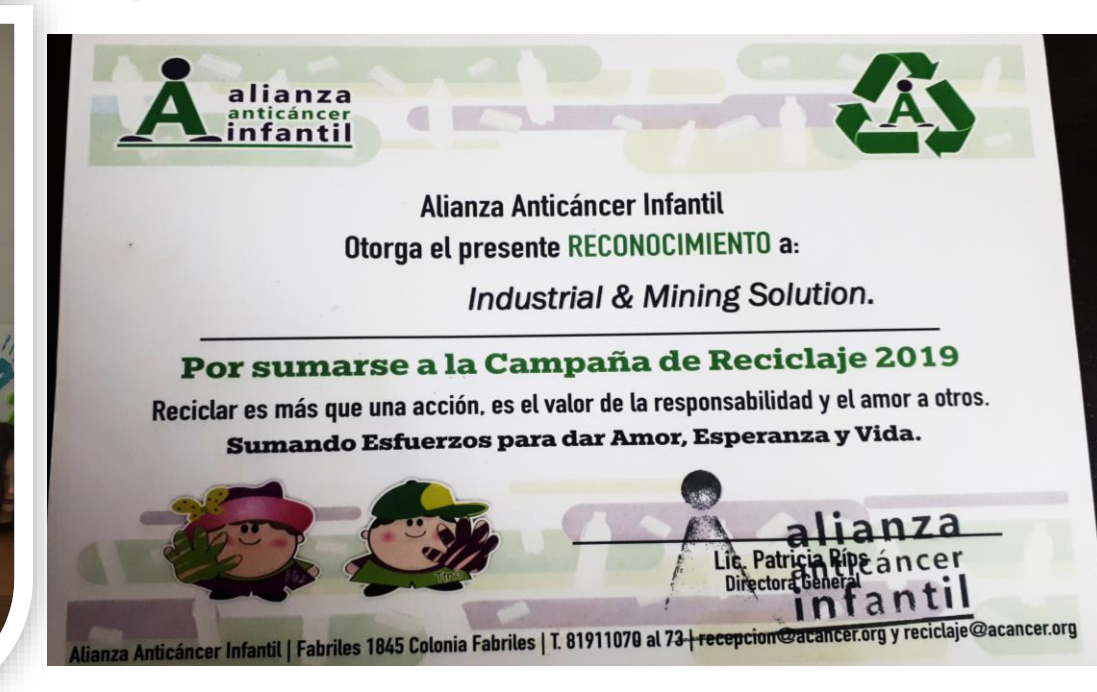 alianza
anticáncer
infantil
A
Alianza Anticáncer Infantil
Otorga el presente RECONOCIMIENTO a:
Industrial & Mining Solution.
Por sumarse a la Campaña de Reciclaje 2019
Reciclar es más que una acción, es el valor de la responsabilidad y el amor a otros.
Sumando Esfuerzos para dar Amor, Esperanza y Vida.
alianza
Lic. Patricia Ríos
anticáncer
Directora General
infantil
Alianza Anticáncer Infantil | Fabriles 1845 Colonia Fabriles | T. 81911070 al 73 | recepcion@acancer.org y reciclaje@acancer.org